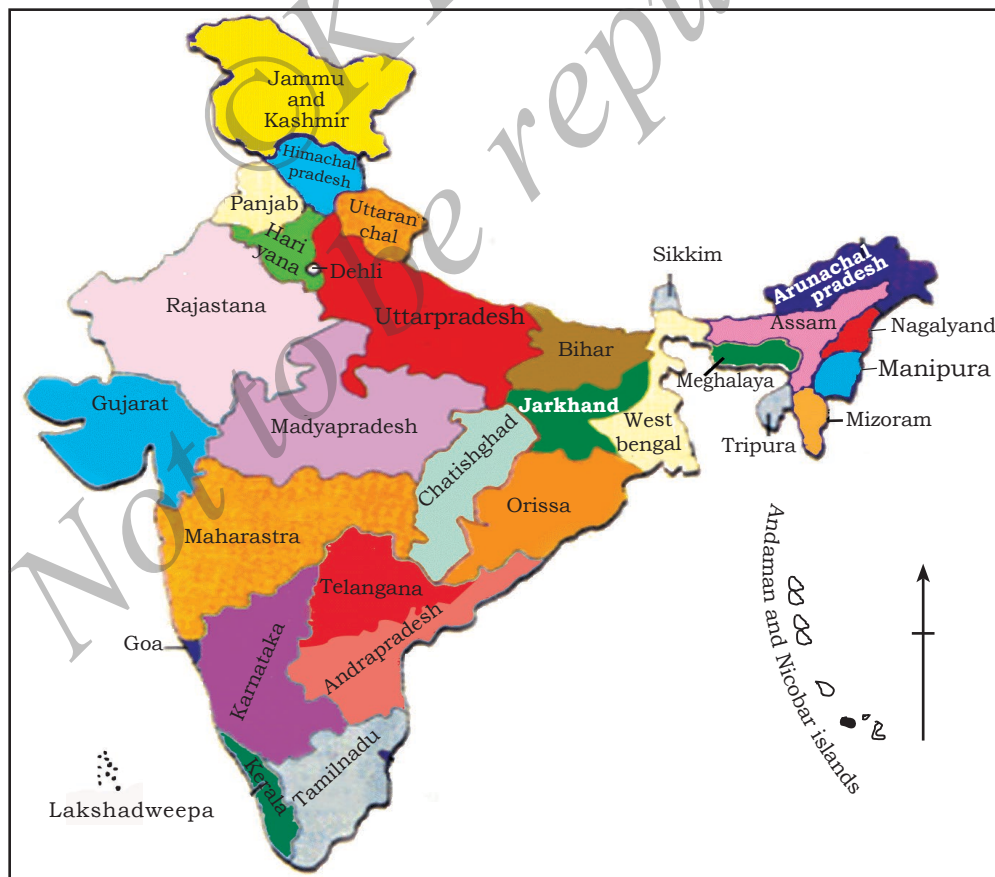 Jammu
and
Kashmir
Himachal
pradesh
Panjab
Uttaran
chal
Hari
yana
Dehli
Sikkim
Arunachal
pradesh
Rajastana
Uttarpradesh
Assam
Nagalyand
Bihar
Meghalaya
Manipura
Gujarat
Madyapradesh
Jarkhand
West
bengal
Tripura
Mizoram
Chatishghad
Orissa
Maharastra
Telangana
Andrapradesh
Goa
Karnataka
Andaman and Nicobar islands
Tamilnadu
Kerala
Lakshadweepa
©K
Not to be repu